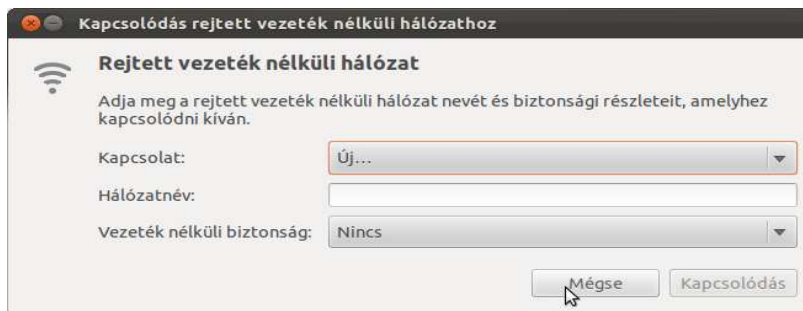 Kapcsolódás rejtett vezeték nélküli hálózathoz
Rejtett vezeték nélküli hálózat
Adja meg a rejtett vezeték nélküli hálózat nevét és biztonsági részleteit, amelyhez
kapcsolódni kíván.
Kapcsolat: Új...
Hálózatnév:
Vezeték nélküli biztonság: Nincs
Mégse Kapcsolódás